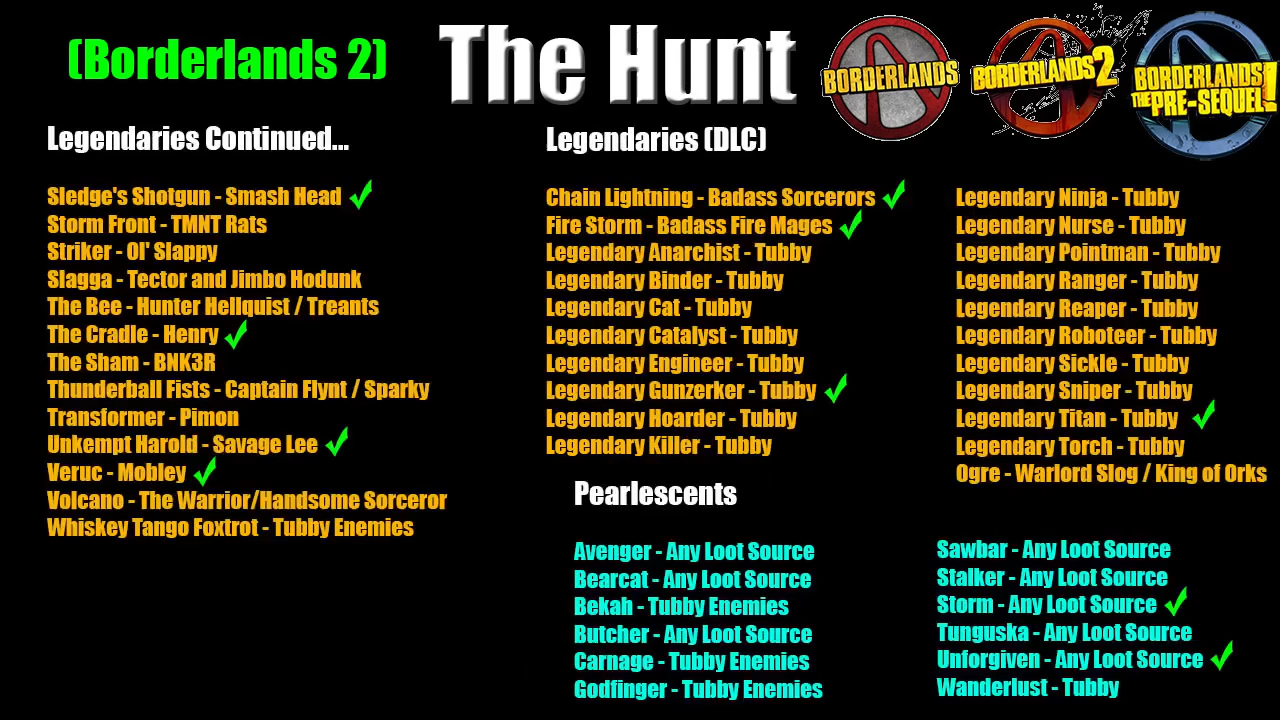 (Borderlands 2)
The Hunt
BORDERLANDS
BORDERLANDS 2
BORDERLANDS
THE PRE-SEQUEL!
Legendaries Continued...
Sledge's Shotgun - Smash Head
Storm Front - TMNT Rats
Striker - Ol' Slappy
Slagga - Tector and Jimbo Hodunk
The Bee - Hunter Hellquist / Treants
The Cradle - Henry
The Sham - BNK3R
Thunderball Fists - Captain Flynt / Sparky
Transformer - Pimon
Unkempt Harold - Savage Lee
Veruc - Mobley
Volcano - The Warrior/Handsome Sorceror
Whiskey Tango Foxtrot - Tubby Enemies
Legendaries (DLC)
Chain Lightning - Badass Sorcerors
Fire Storm - Badass Fire Mages
Legendary Anarchist - Tubby
Legendary Binder - Tubby
Legendary Cat - Tubby
Legendary Catalyst - Tubby
Legendary Engineer - Tubby
Legendary Gunzerker - Tubby
Legendary Hoarder - Tubby
Legendary Killer - Tubby
Legendary Ninja - Tubby
Legendary Nurse - Tubby
Legendary Pointman - Tubby
Legendary Ranger - Tubby
Legendary Reaper - Tubby
Legendary Roboteer - Tubby
Legendary Sickle - Tubby
Legendary Sniper - Tubby
Legendary Titan - Tubby
Legendary Torch - Tubby
Ogre - Warlord Slog / King of Orks
Pearlescents
Avenger - Any Loot Source
Bearcat - Any Loot Source
Bekah - Tubby Enemies
Butcher - Any Loot Source
Carnage - Tubby Enemies
Godfinger - Tubby Enemies
Sawbar - Any Loot Source
Stalker - Any Loot Source
Storm - Any Loot Source
Tunguska - Any Loot Source
Unforgiven - Any Loot Source
Wanderlust - Tubby